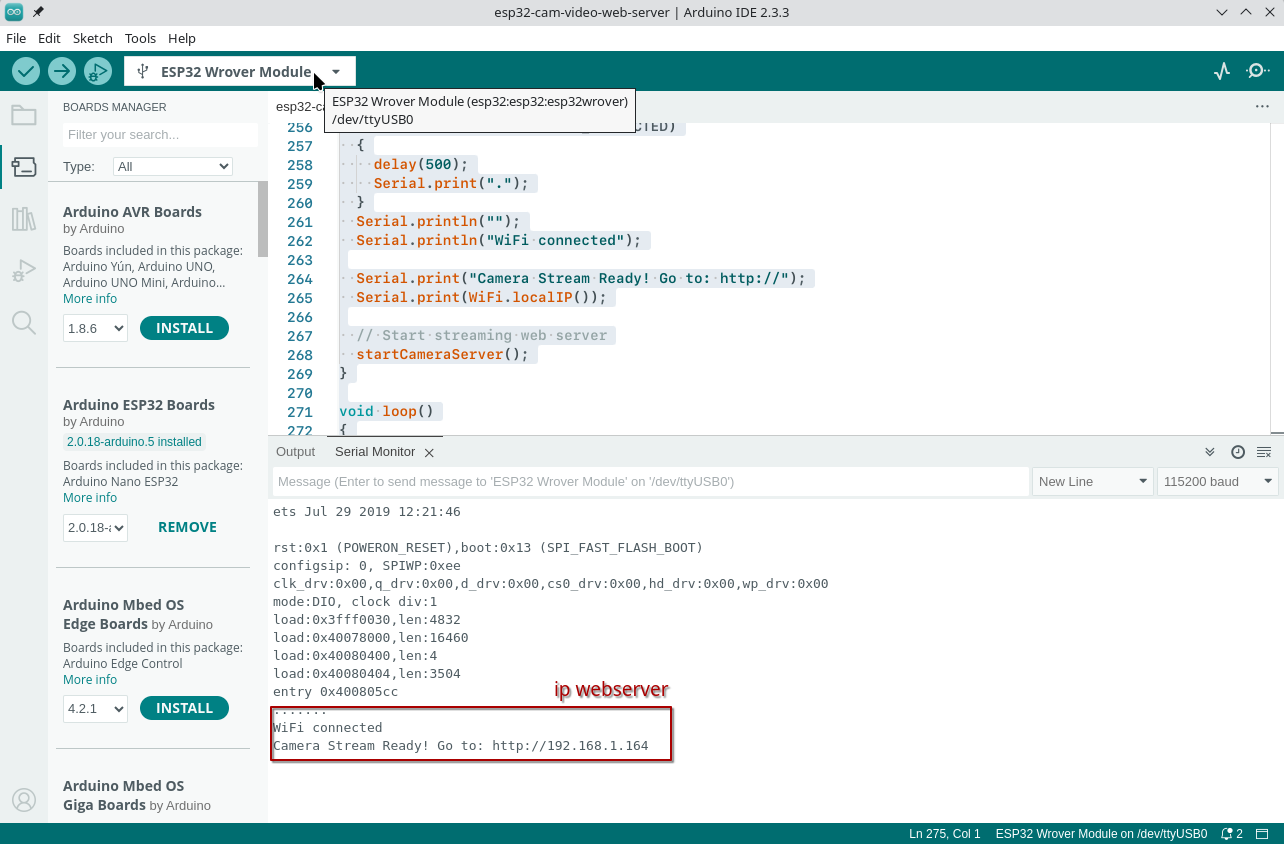 esp32-cam-video-web-server | Arduino IDE 2.3.3
File Edit Sketch Tools Help
ESP32 Wrover Module
ESP32 Wrover Module (esp32:esp32:esp32wrover)
/dev/ttyUSB0
BOARDS MANAGER
Filter your search...
Type: All
Arduino AVR Boards
by Arduino
Boards included in this package:
Arduino Yún, Arduino UNO,
Arduino UNO Mini, Arduino...
More info
1.8.6 INSTALL
Arduino ESP32 Boards
by Arduino
2.0.18-arduino.5 installed
Boards included in this package:
Arduino Nano ESP32
More info
2.0.18-a REMOVE
Arduino Mbed OS
Edge Boards by Arduino
Boards included in this package:
Arduino Edge Control
More info
4.2.1 INSTALL
Arduino Mbed OS
Giga Boards by Arduino
esp32-ca
256 CTED)
257 {
258 delay(500);
259 Serial.print(".");
260 }
261 Serial.println("");
262 Serial.println("WiFi connected");
263
264 Serial.print("Camera Stream Ready! Go to: http://");
265 Serial.print(WiFi.localIP());
266
267 // Start streaming web server
268 startCameraServer();
269 }
270
271 void loop()
272 {
Output Serial Monitor
Message (Enter to send message to 'ESP32 Wrover Module' on '/dev/ttyUSB0')
New Line
115200 baud
ets Jul 29 2019 12:21:46
rst:0x1 (POWERON_RESET),boot:0x13 (SPI_FAST_FLASH_BOOT)
configsip: 0, SPIWP:0xee
clk_drv:0x00,q_drv:0x00,d_drv:0x00,cs0_drv:0x00,hd_drv:0x00,wp_drv:0x00
mode:DIO, clock div:1
load:0x3fff0030,len:4832
load:0x40078000,len:16460
load:0x40080400,len:4
load:0x40080404,len:3504
entry 0x400805cc
ip webserver
.......
WiFi connected
Camera Stream Ready! Go to: http://192.168.1.164
Ln 275, Col 1 ESP32 Wrover Module on /dev/ttyUSB0 2